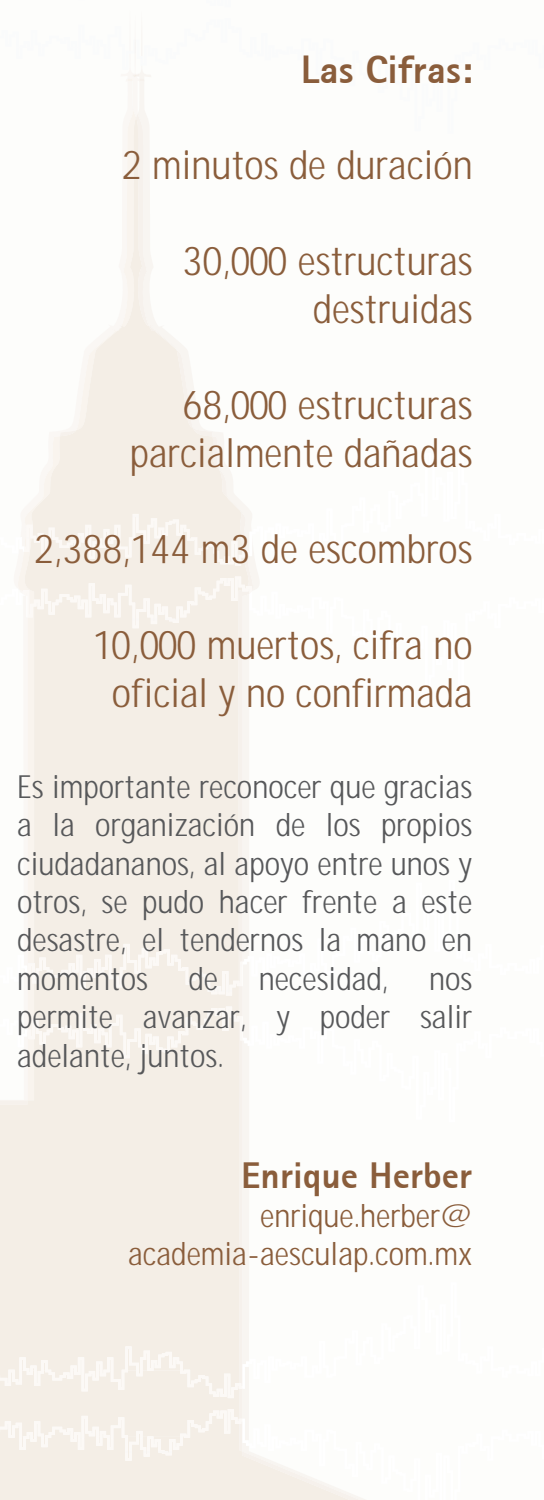 Las Cifras:
2 minutos de duración
30,000 estructuras
destruidas
68,000 estructuras
parcialmente dañadas
2,388,144 m3 de escombros
10,000 muertos, cifra no
oficial y no confirmada
Es importante reconocer que gracias
a la organización de los propios
ciudadananos, al apoyo entre unos y
otros, se pudo hacer frente a este
desastre, el tendernos la mano en
momentos de necesidad, nos
permite avanzar, y poder salir
adelante, juntos.
Enrique Herber
enrique.herber@
academia-aesculap.com.mx